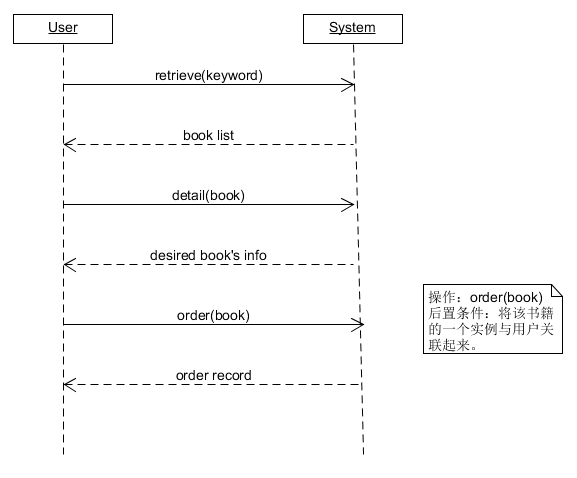 User
System
retrieve(keyword)
book list
detail(book)
desired book's info
order(book)
order record
操作：order(book)
后置条件：将该书籍
的一个实例与用户关
联起来。